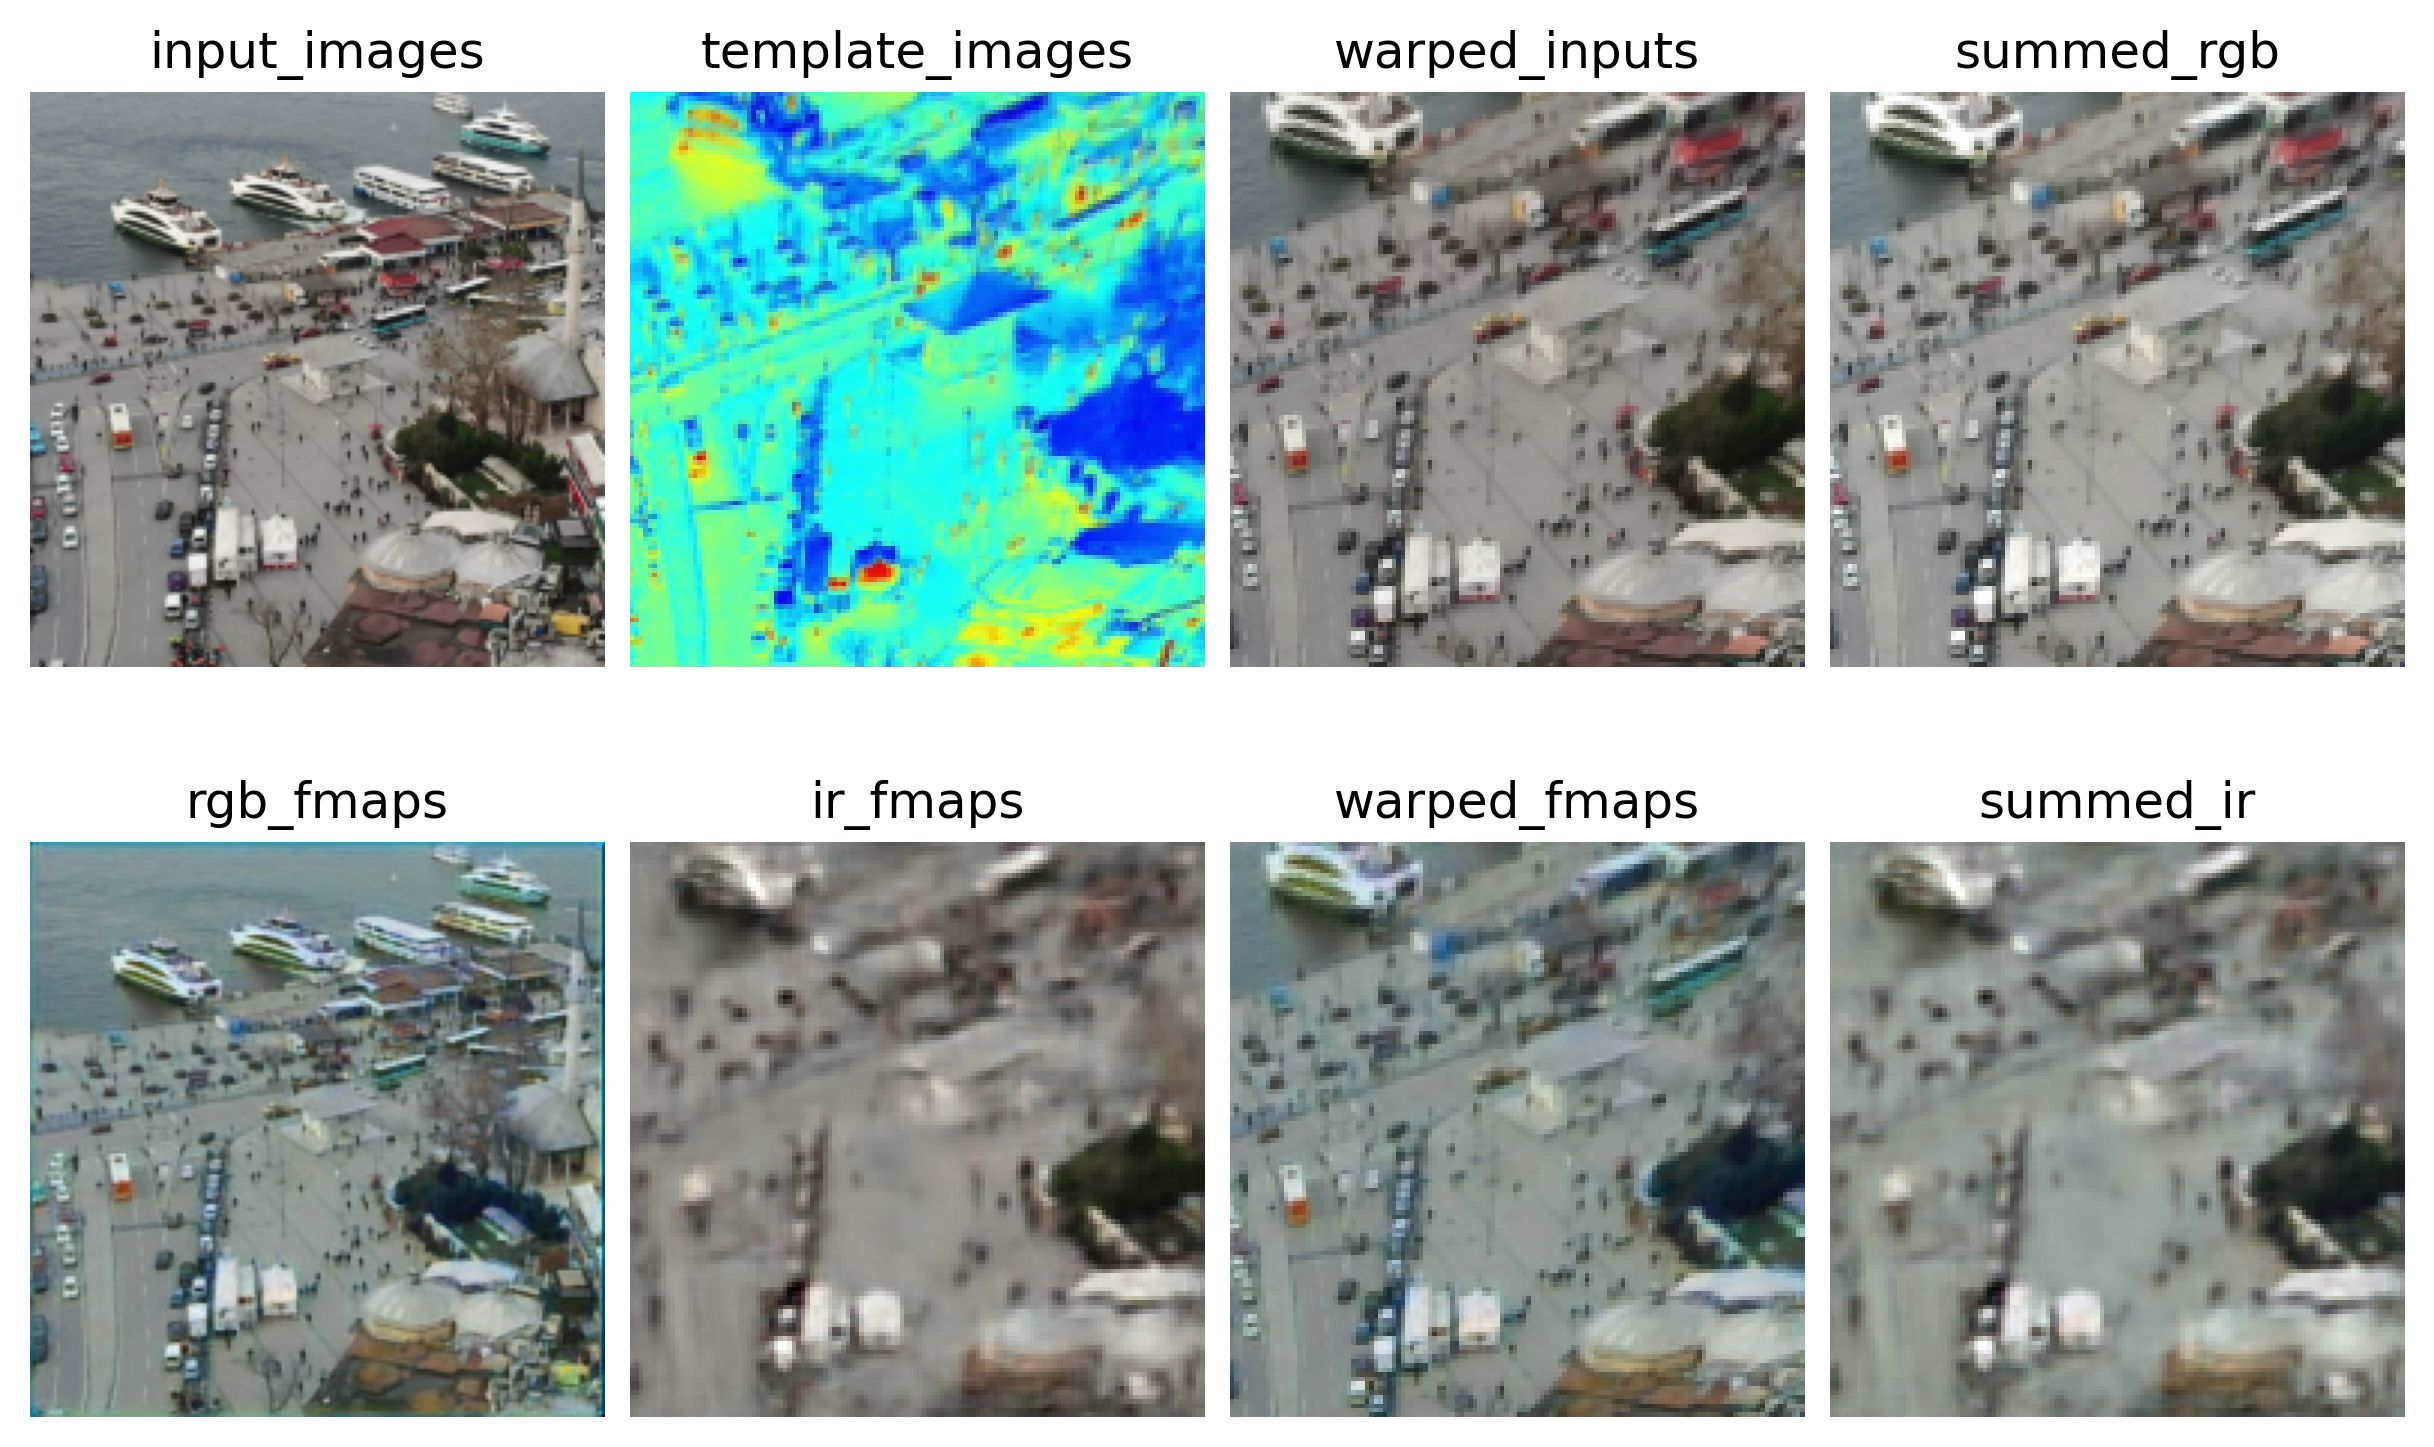 input_images
template_images
warped_inputs
summed_rgb
rgb_fmaps
ir_fmaps
warped_fmaps
summed_ir